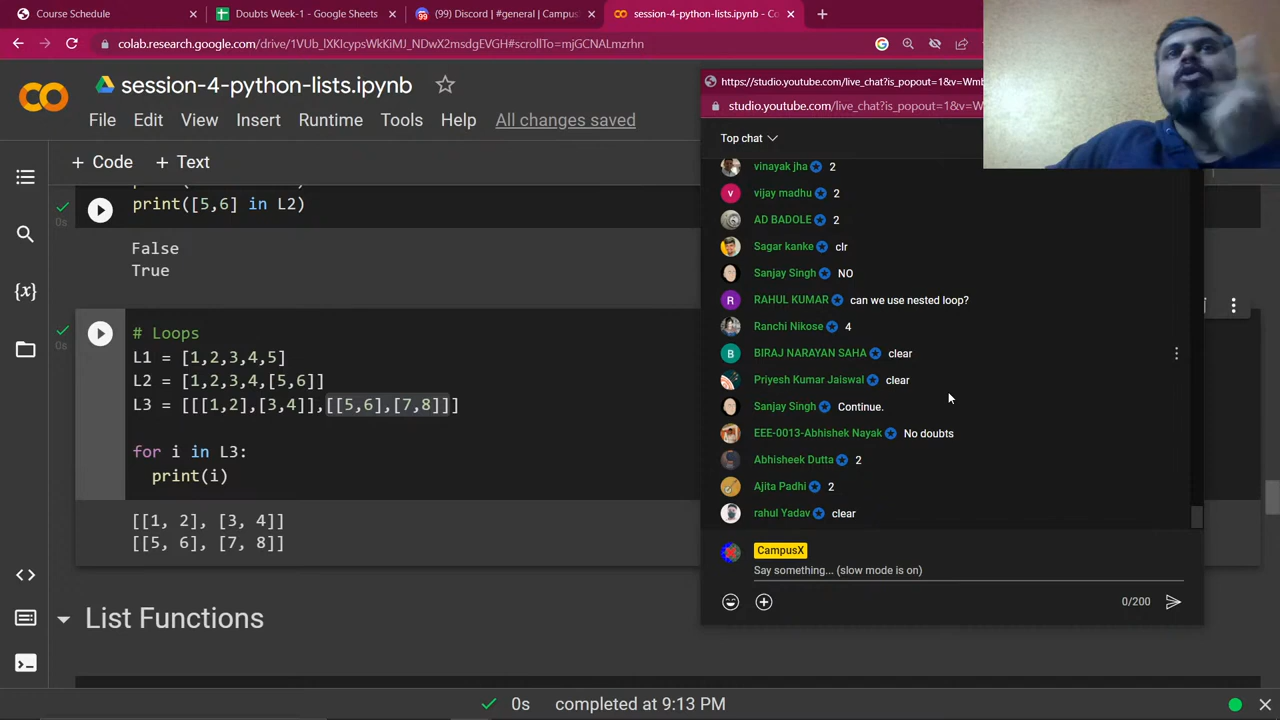 Course Schedule
Doubts Week-1 - Google Sheets
(99) Discord | #general | Campus
session-4-python-lists.ipynb - Co
colab.research.google.com/drive/1VUb_lXKIcypsWkKiMJ_NDwX2msdgEVGH#scrollTo=mjGCNALmzrhn
session-4-python-lists.ipynb
File Edit View Insert Runtime Tools Help All changes saved
+ Code + Text
print([5,6] in L2)
0s
False
True
0s
# Loops
L1 = [1,2,3,4,5]
L2 = [1,2,3,4,[5,6]]
L3 = [[[1,2],[3,4]],[[5,6],[7,8]]]
for i in L3:
print(i)
[[1, 2], [3, 4]]
[[5, 6], [7, 8]]
List Functions
0s completed at 9:13 PM
https://studio.youtube.com/live_chat?is_popout=1&v=Wm
studio.youtube.com/live_chat?is_popout=1&v=W
Top chat
vinayak jha 2
v vijay madhu 2
AD BADOLE 2
Sagar kanke clr
Sanjay Singh NO
R RAHUL KUMAR can we use nested loop?
Ranchi Nikose 4
B BIRAJ NARAYAN SAHA clear
Priyesh Kumar Jaiswal clear
Sanjay Singh Continue.
EEE-0013-Abhishek Nayak No doubts
Abhisheek Dutta 2
Ajita Padhi 2
rahul Yadav clear
CampusX
Say something... (slow mode is on)
0/200